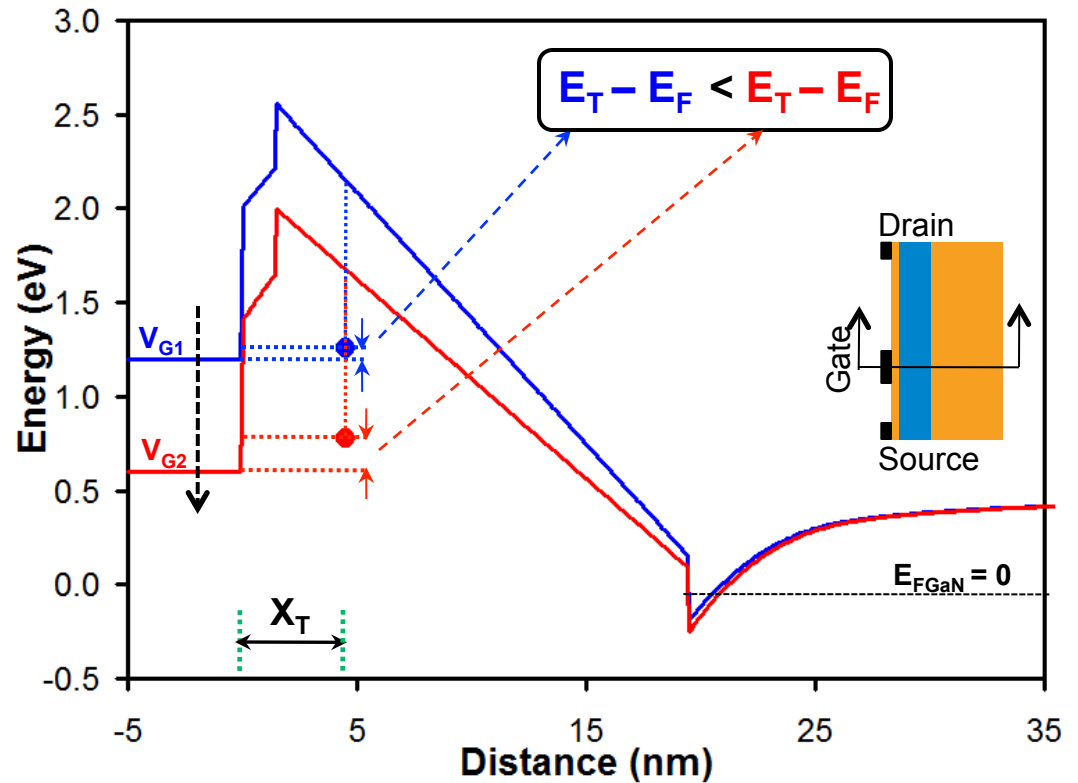 3.0
2.5
2.0
1.5
1.0
0.5
0.0
-0.5
Energy (eV)
E_T – E_F < E_T – E_F
Drain
Gate
Source
V_G1
V_G2
E_FGaN = 0
X_T
-5 5 15 25 35
Distance (nm)